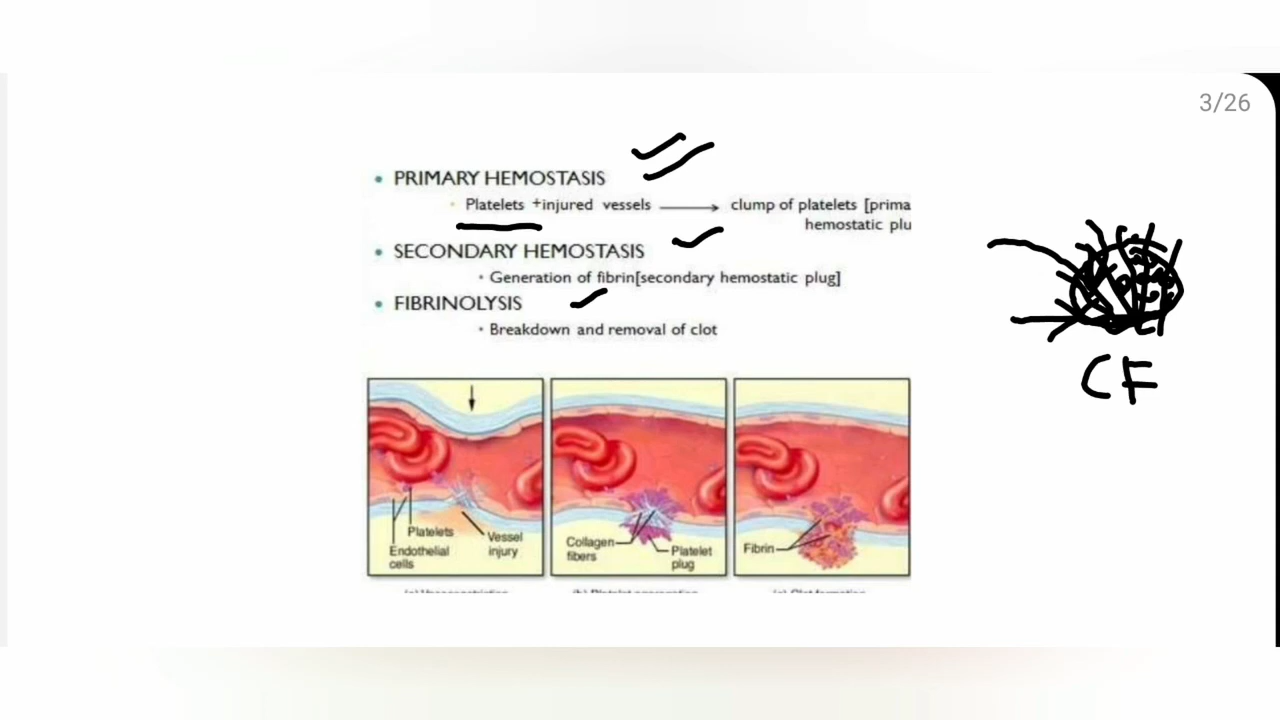 3/26
• PRIMARY HEMOSTASIS
• Platelets +injured vessels ⟶ clump of platelets [prima
hemostatic plu
• SECONDARY HEMOSTASIS
• Generation of fibrin[secondary hemostatic plug]
• FIBRINOLYSIS
• Breakdown and removal of clot
CF
Platelets
Endothelial
cells
Vessel
injury
Collagen
fibers
Platelet
plug
Fibrin